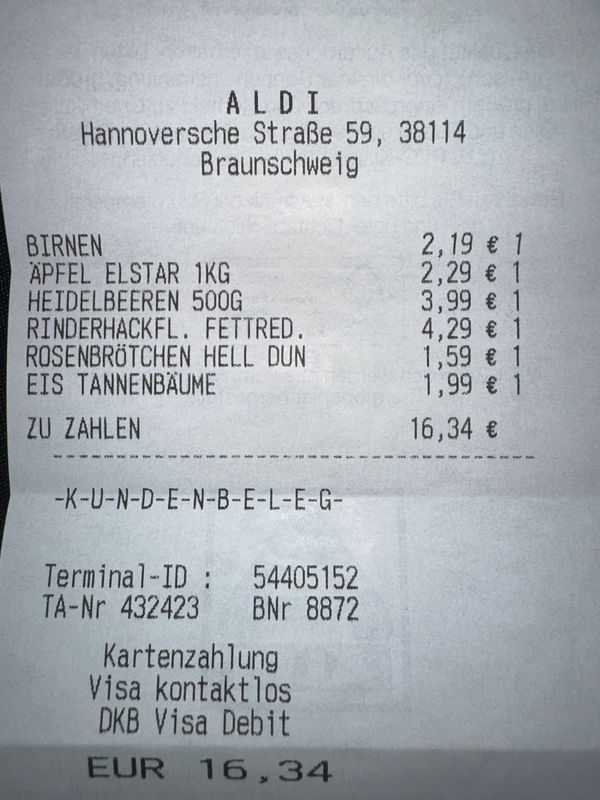 ALDI
Hannoversche Straße 59, 38114
Braunschweig
BIRNEN 2,19 € 1
ÄPFEL ELSTAR 1KG 2,29 € 1
HEIDELBEEREN 500G 3,99 € 1
RINDERHACKFL. FETTRED. 4,29 € 1
ROSENBRÖTCHEN HELL DUN 1,59 € 1
EIS TANNENBÄUME 1,99 € 1
ZU ZAHLEN 16,34 €
-K-U-N-D-E-N-B-E-L-E-G-
Terminal-ID : 54405152
TA-Nr 432423 BNr 8872
Kartenzahlung
Visa kontaktlos
DKB Visa Debit
EUR 16,34